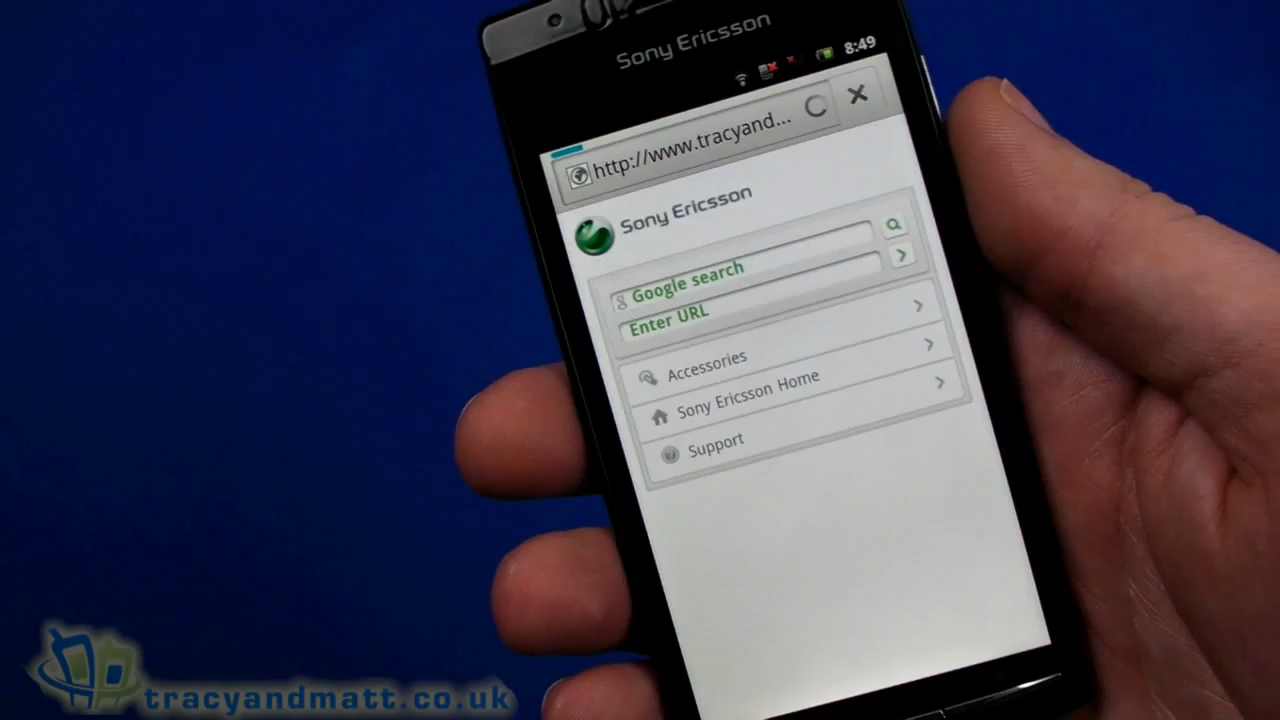 Sony Ericsson
8:49
http://www.tracyand...
Sony Ericsson
Google search
Enter URL
Accessories
Sony Ericsson Home
Support
tracyandmatt.co.uk